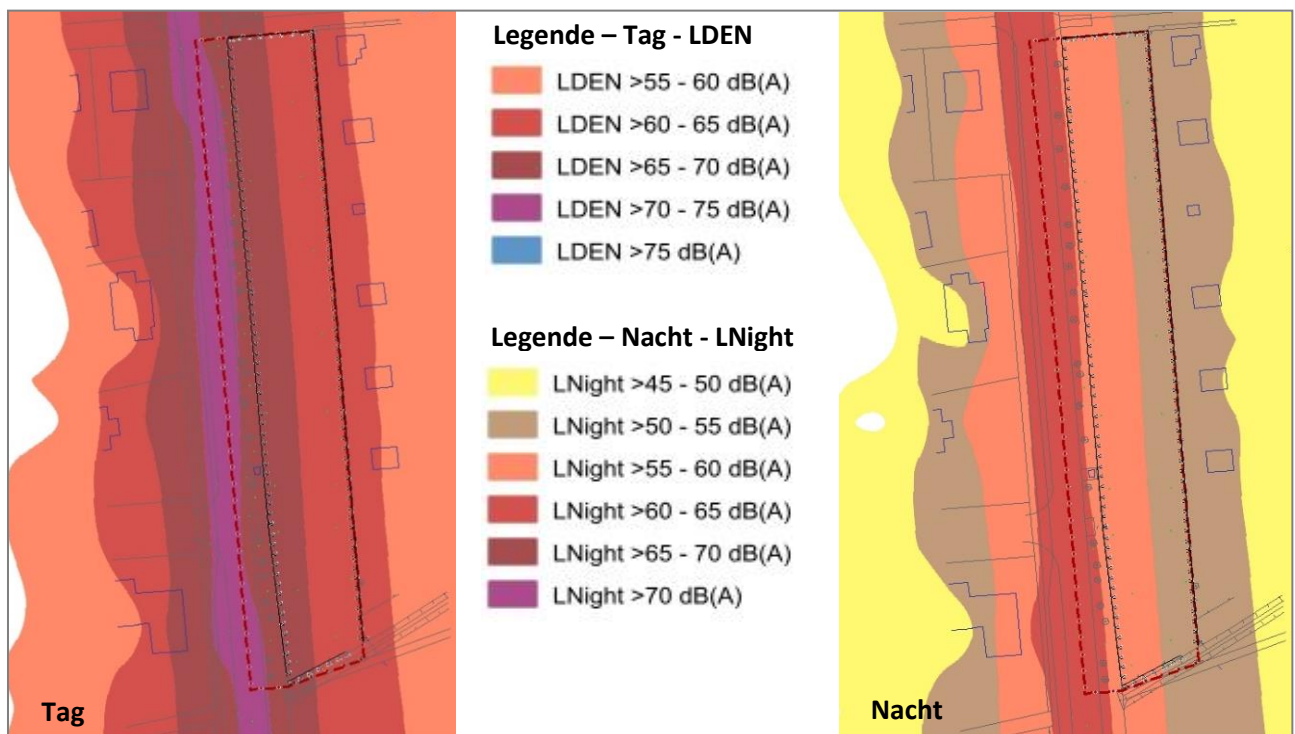 Legende – Tag - LDEN
LDEN >55 - 60 dB(A)
LDEN >60 - 65 dB(A)
LDEN >65 - 70 dB(A)
LDEN >70 - 75 dB(A)
LDEN >75 dB(A)
Legende – Nacht - LNight
LNight >45 - 50 dB(A)
LNight >50 - 55 dB(A)
LNight >55 - 60 dB(A)
LNight >60 - 65 dB(A)
LNight >65 - 70 dB(A)
LNight >70 dB(A)
Tag
Nacht